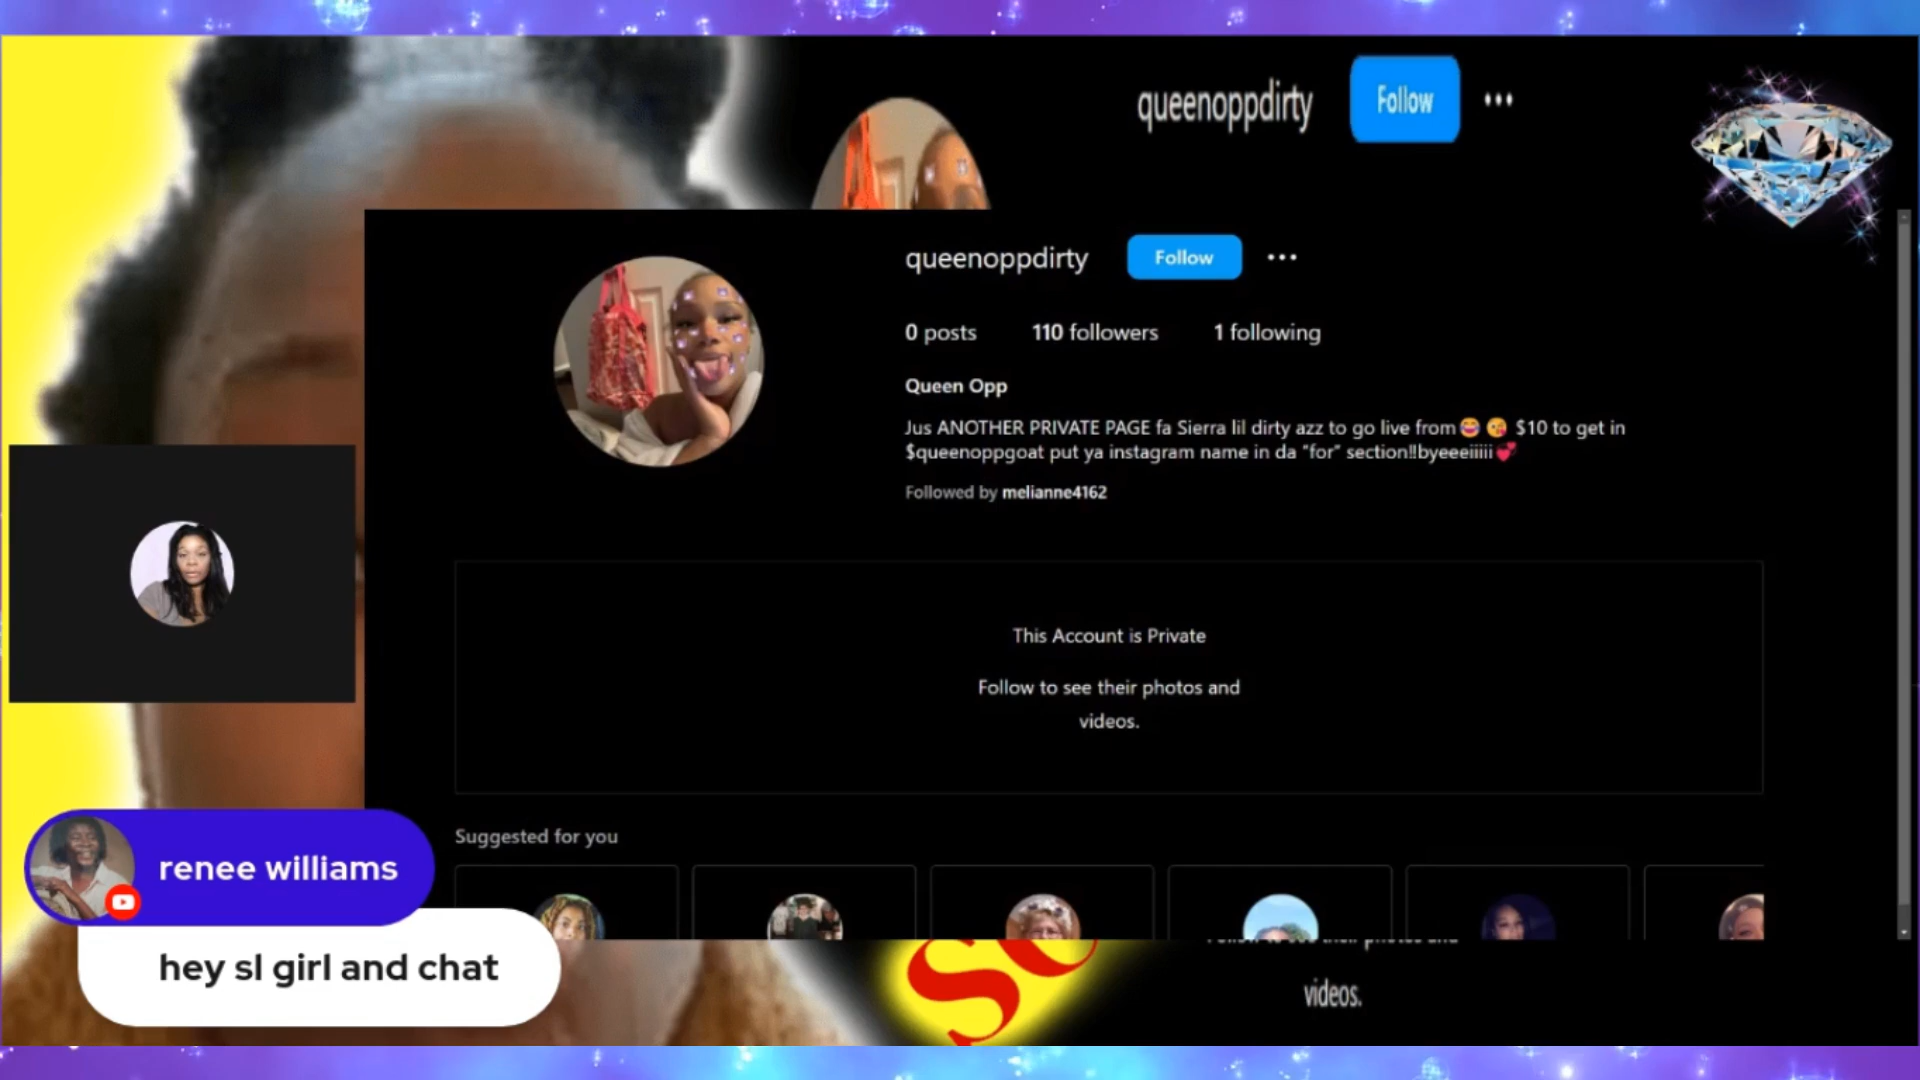 queenoppdirty Follow
queenoppdirty Follow
0 posts 110 followers 1 following
Queen Opp
Jus ANOTHER PRIVATE PAGE fa Sierra lil dirty azz to go live from😂 😘 $10 to get in
$queenoppgoat put ya instagram name in da "for" section!!byeeeiiiii💕
Followed by melianne4162
This Account is Private
Follow to see their photos and
videos.
Suggested for you
renee williams
hey sl girl and chat
videos.